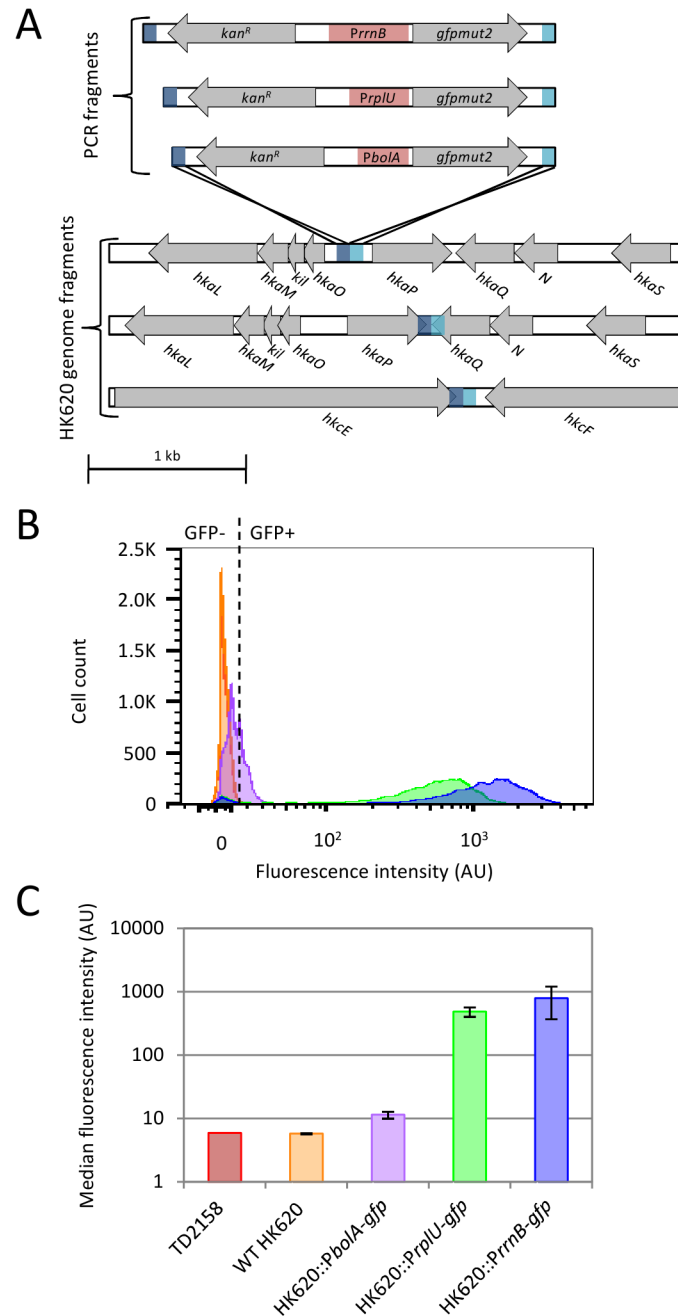 A
PCR fragments
kanR PrrnB gfpmut2
kanR PrplU gfpmut2
kanR PbolA gfpmut2
HK620 genome fragments
hkaL hkaM kil hkaO hkaP hkaQ N hkaS
hkaL hkaM kil hkaO hkaP hkaQ N hkaS
hkcE hkcF
1 kb
B
GFP- GFP+
2.5K
2.0K
1.5K
1.0K
500
0
Cell count
0 10² 10³
Fluorescence intensity (AU)
C
Median fluorescence intensity (AU)
10000
1000
100
10
1
TD2158
WT HK620
HK620::PbolA-gfp
HK620::PrplU-gfp
HK620::PrrnB-gfp